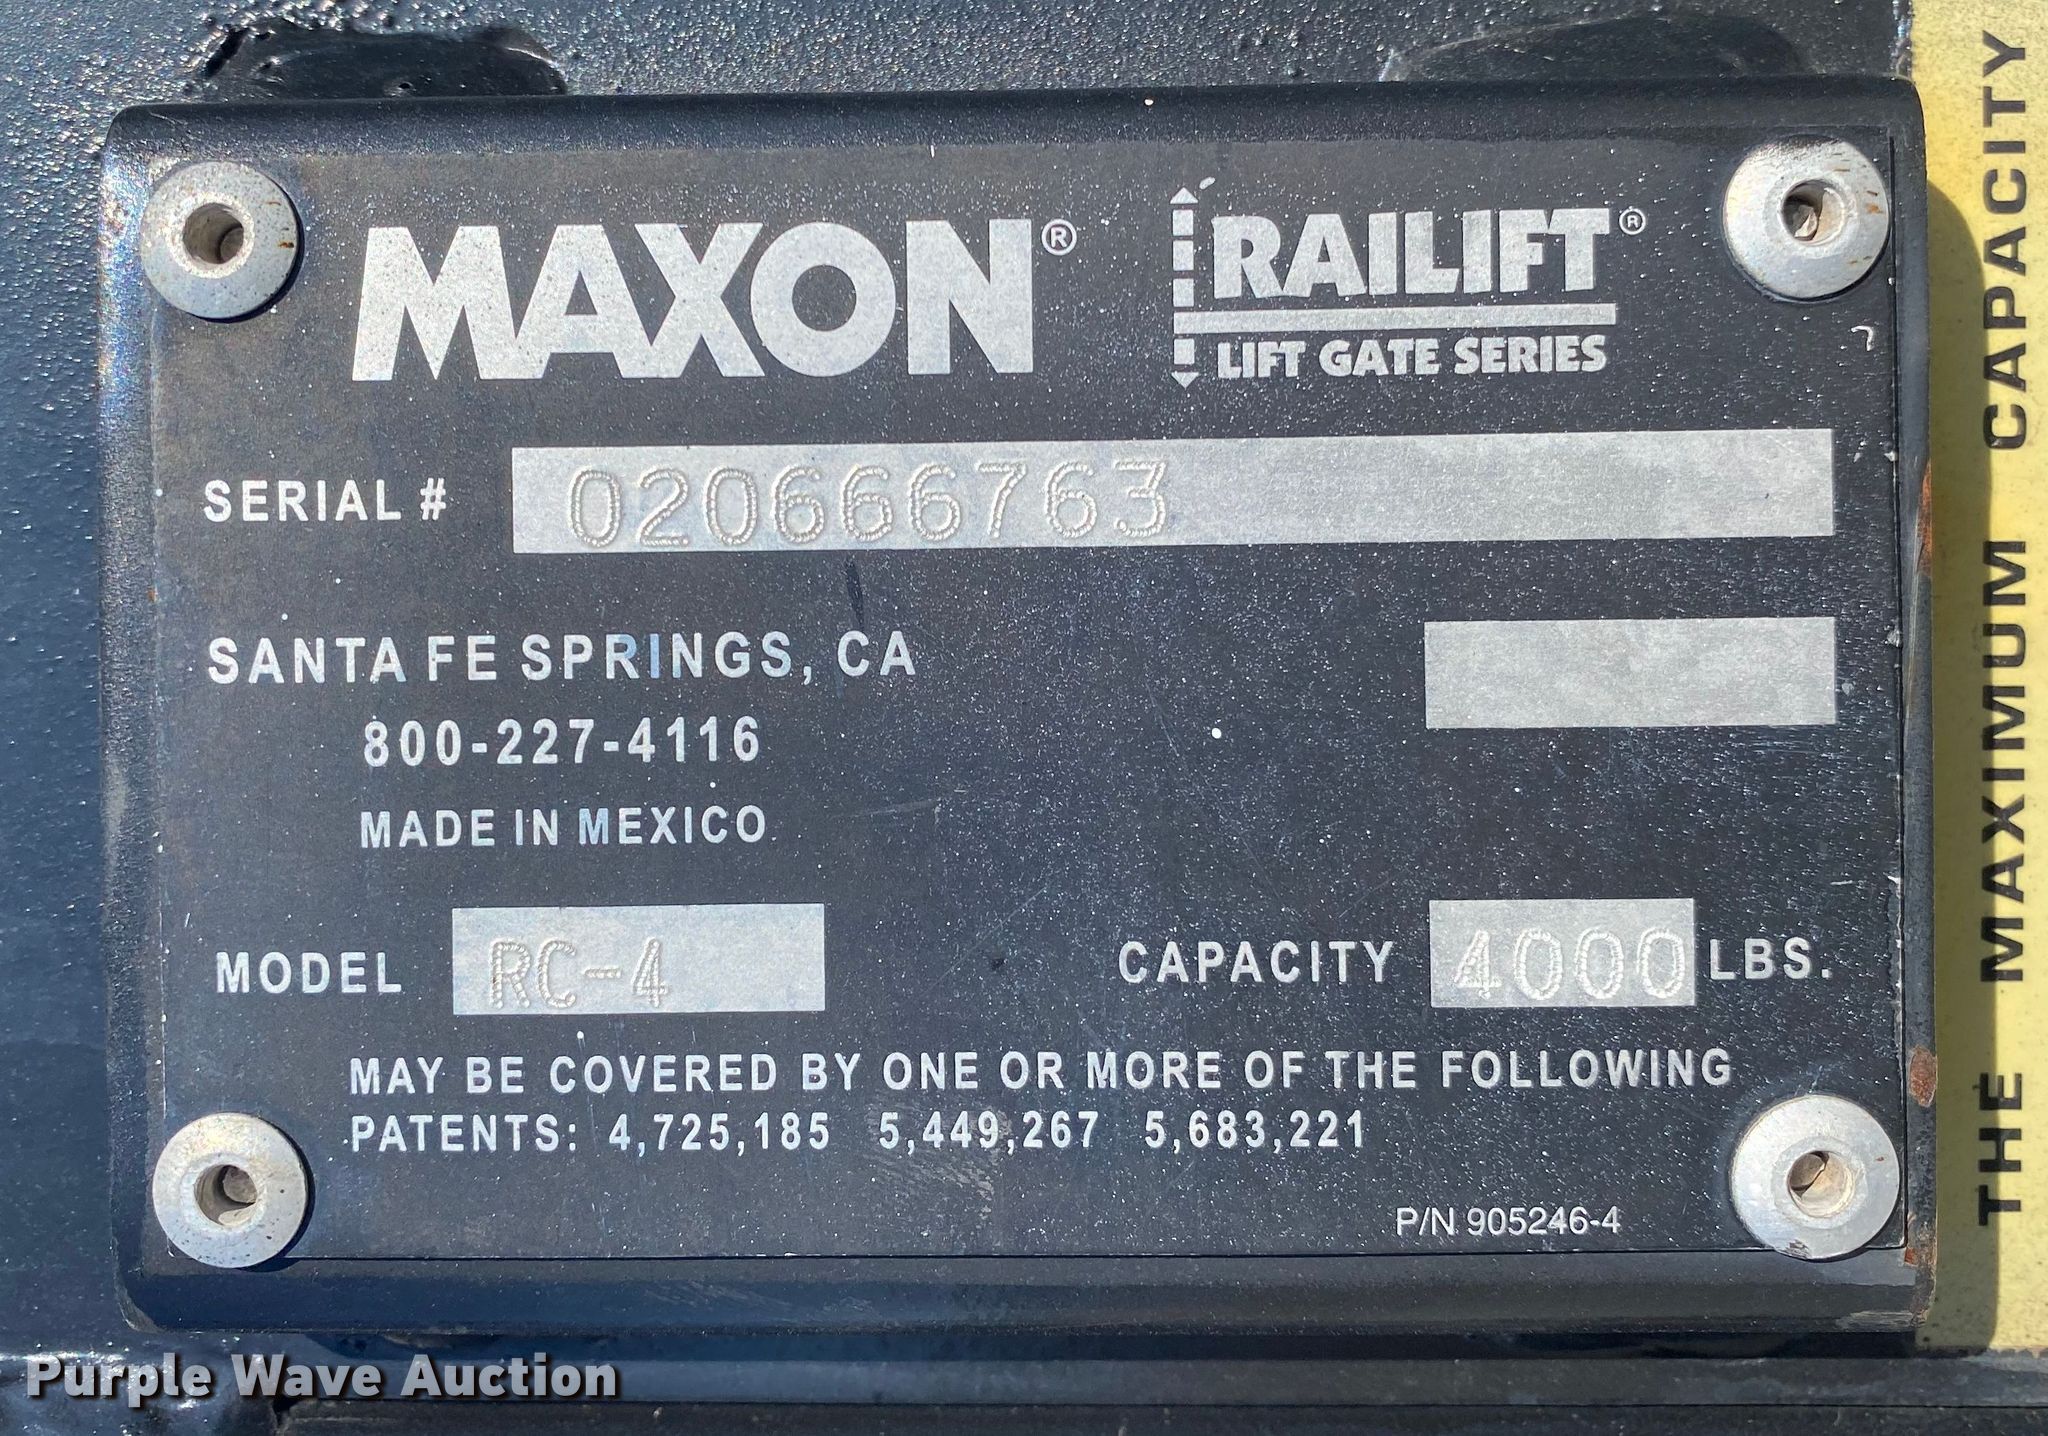 MAXON®
RAILIFT®
LIFT GATE SERIES
SERIAL # 020666763
SANTA FE SPRINGS, CA
800-227-4116
MADE IN MEXICO
MODEL RC-4
CAPACITY 4000 LBS.
MAY BE COVERED BY ONE OR MORE OF THE FOLLOWING
PATENTS: 4,725,185 5,449,267 5,683,221
P/N 905246-4
THE MAXIMUM CAPACITY
Purple Wave Auction